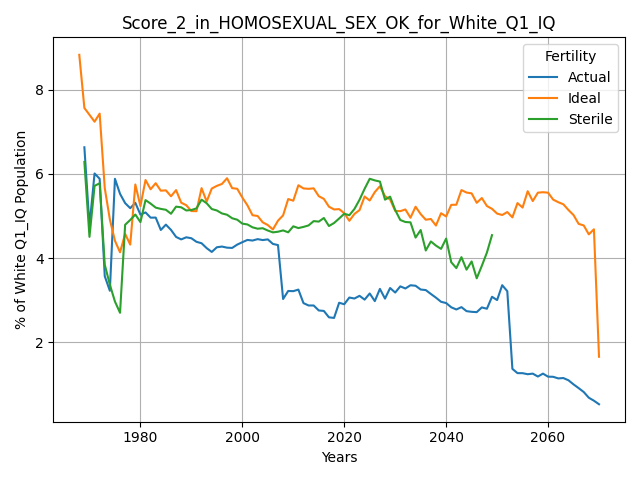 Score_2_in_HOMOSEXUAL_SEX_OK_for_White_Q1_IQ
% of White Q1_IQ Population
8
6
4
2
Fertility
Actual
Ideal
Sterile
1980 2000 2020 2040 2060
Years